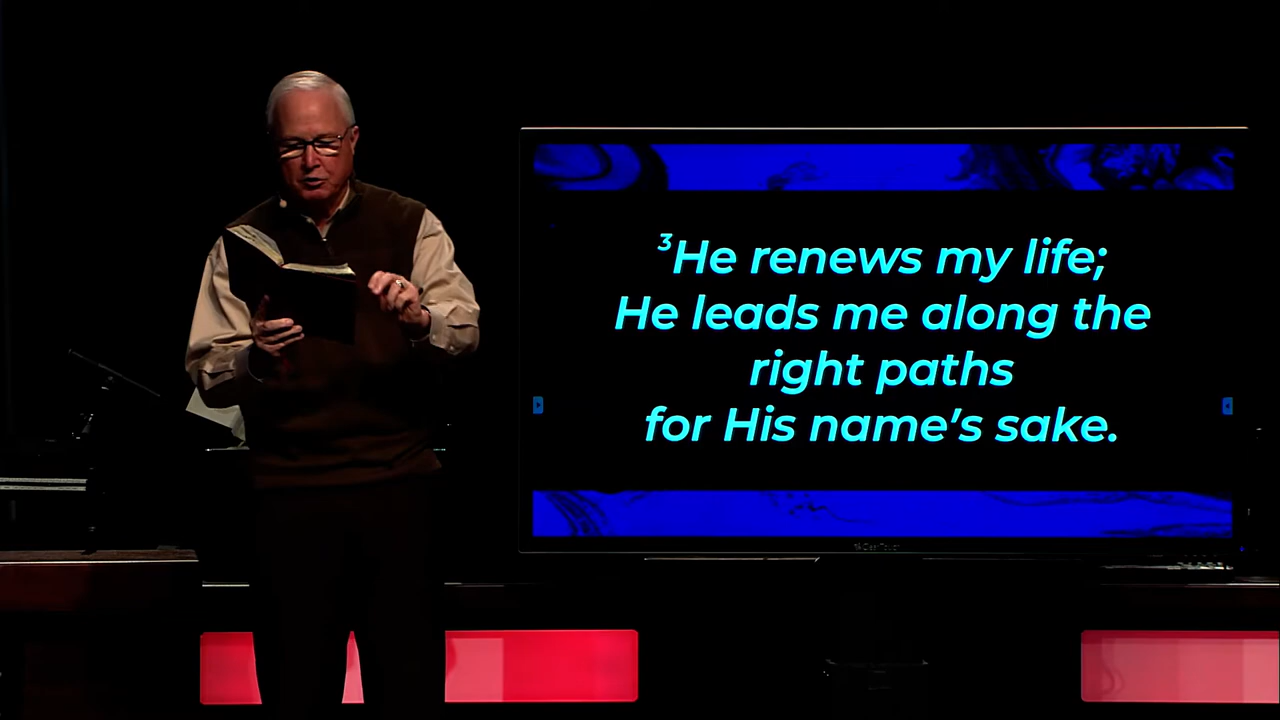 ³He renews my life;
He leads me along the
right paths
for His name's sake.